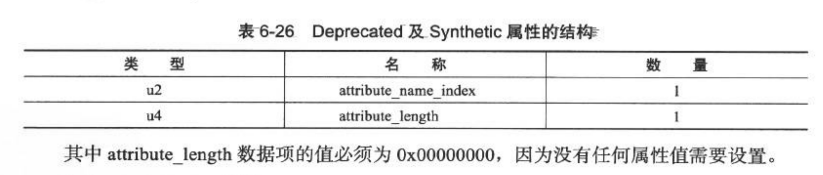 表 6-26 Deprecated 及 Synthetic 属性的结构
类 型 名 称 数 量
u2 attribute_name_index 1
u4 attribute_length 1
其中 attribute_length 数据项的值必须为 0x00000000，因为没有任何属性值需要设置。